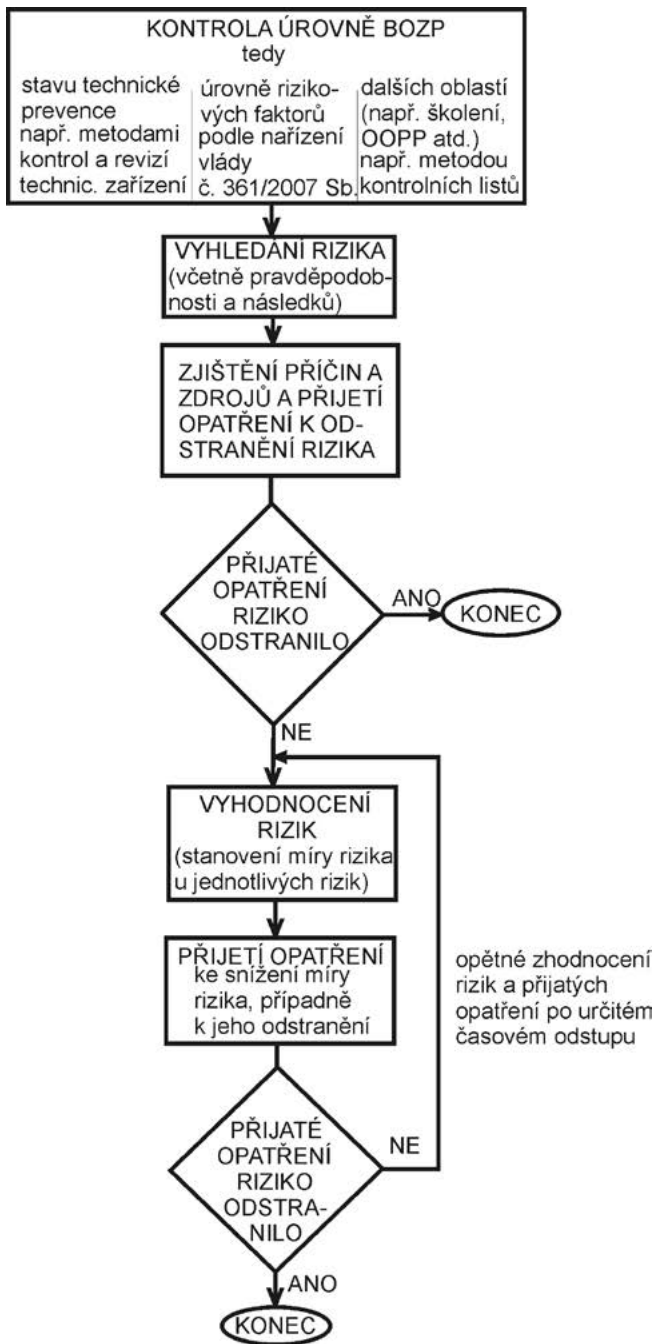 KONTROLA ÚROVNĚ BOZP
tedy
stavu technické
prevence
např. metodami
kontrol a revizí
technic. zařízení
úrovně riziko-
vých faktorů
podle nařízení
vlády
č. 361/2007 Sb.
dalších oblastí
(např. školení,
OOPP atd.)
např. metodou
kontrolních listů
VYHLEDÁNÍ RIZIKA
(včetně pravděpodob-
nosti a následků)
ZJIŠTĚNÍ PŘÍČIN A
ZDROJŮ A PŘIJETÍ
OPATŘENÍ K OD-
STRANĚNÍ RIZIKA
PŘIJATÉ
OPATŘENÍ
RIZIKO
ODSTRANILO
ANO
KONEC
NE
VYHODNOCENÍ
RIZIK
(stanovení míry rizika
u jednotlivých rizik)
PŘIJETÍ OPATŘENÍ
ke snížení míry
rizika, případně
k jeho odstranění
opětné zhodnocení
rizik a přijatých
opatření po určitém
časovém odstupu
PŘIJATÉ
OPATŘENÍ
RIZIKO
ODSTRA-
NILO
NE
ANO
KONEC